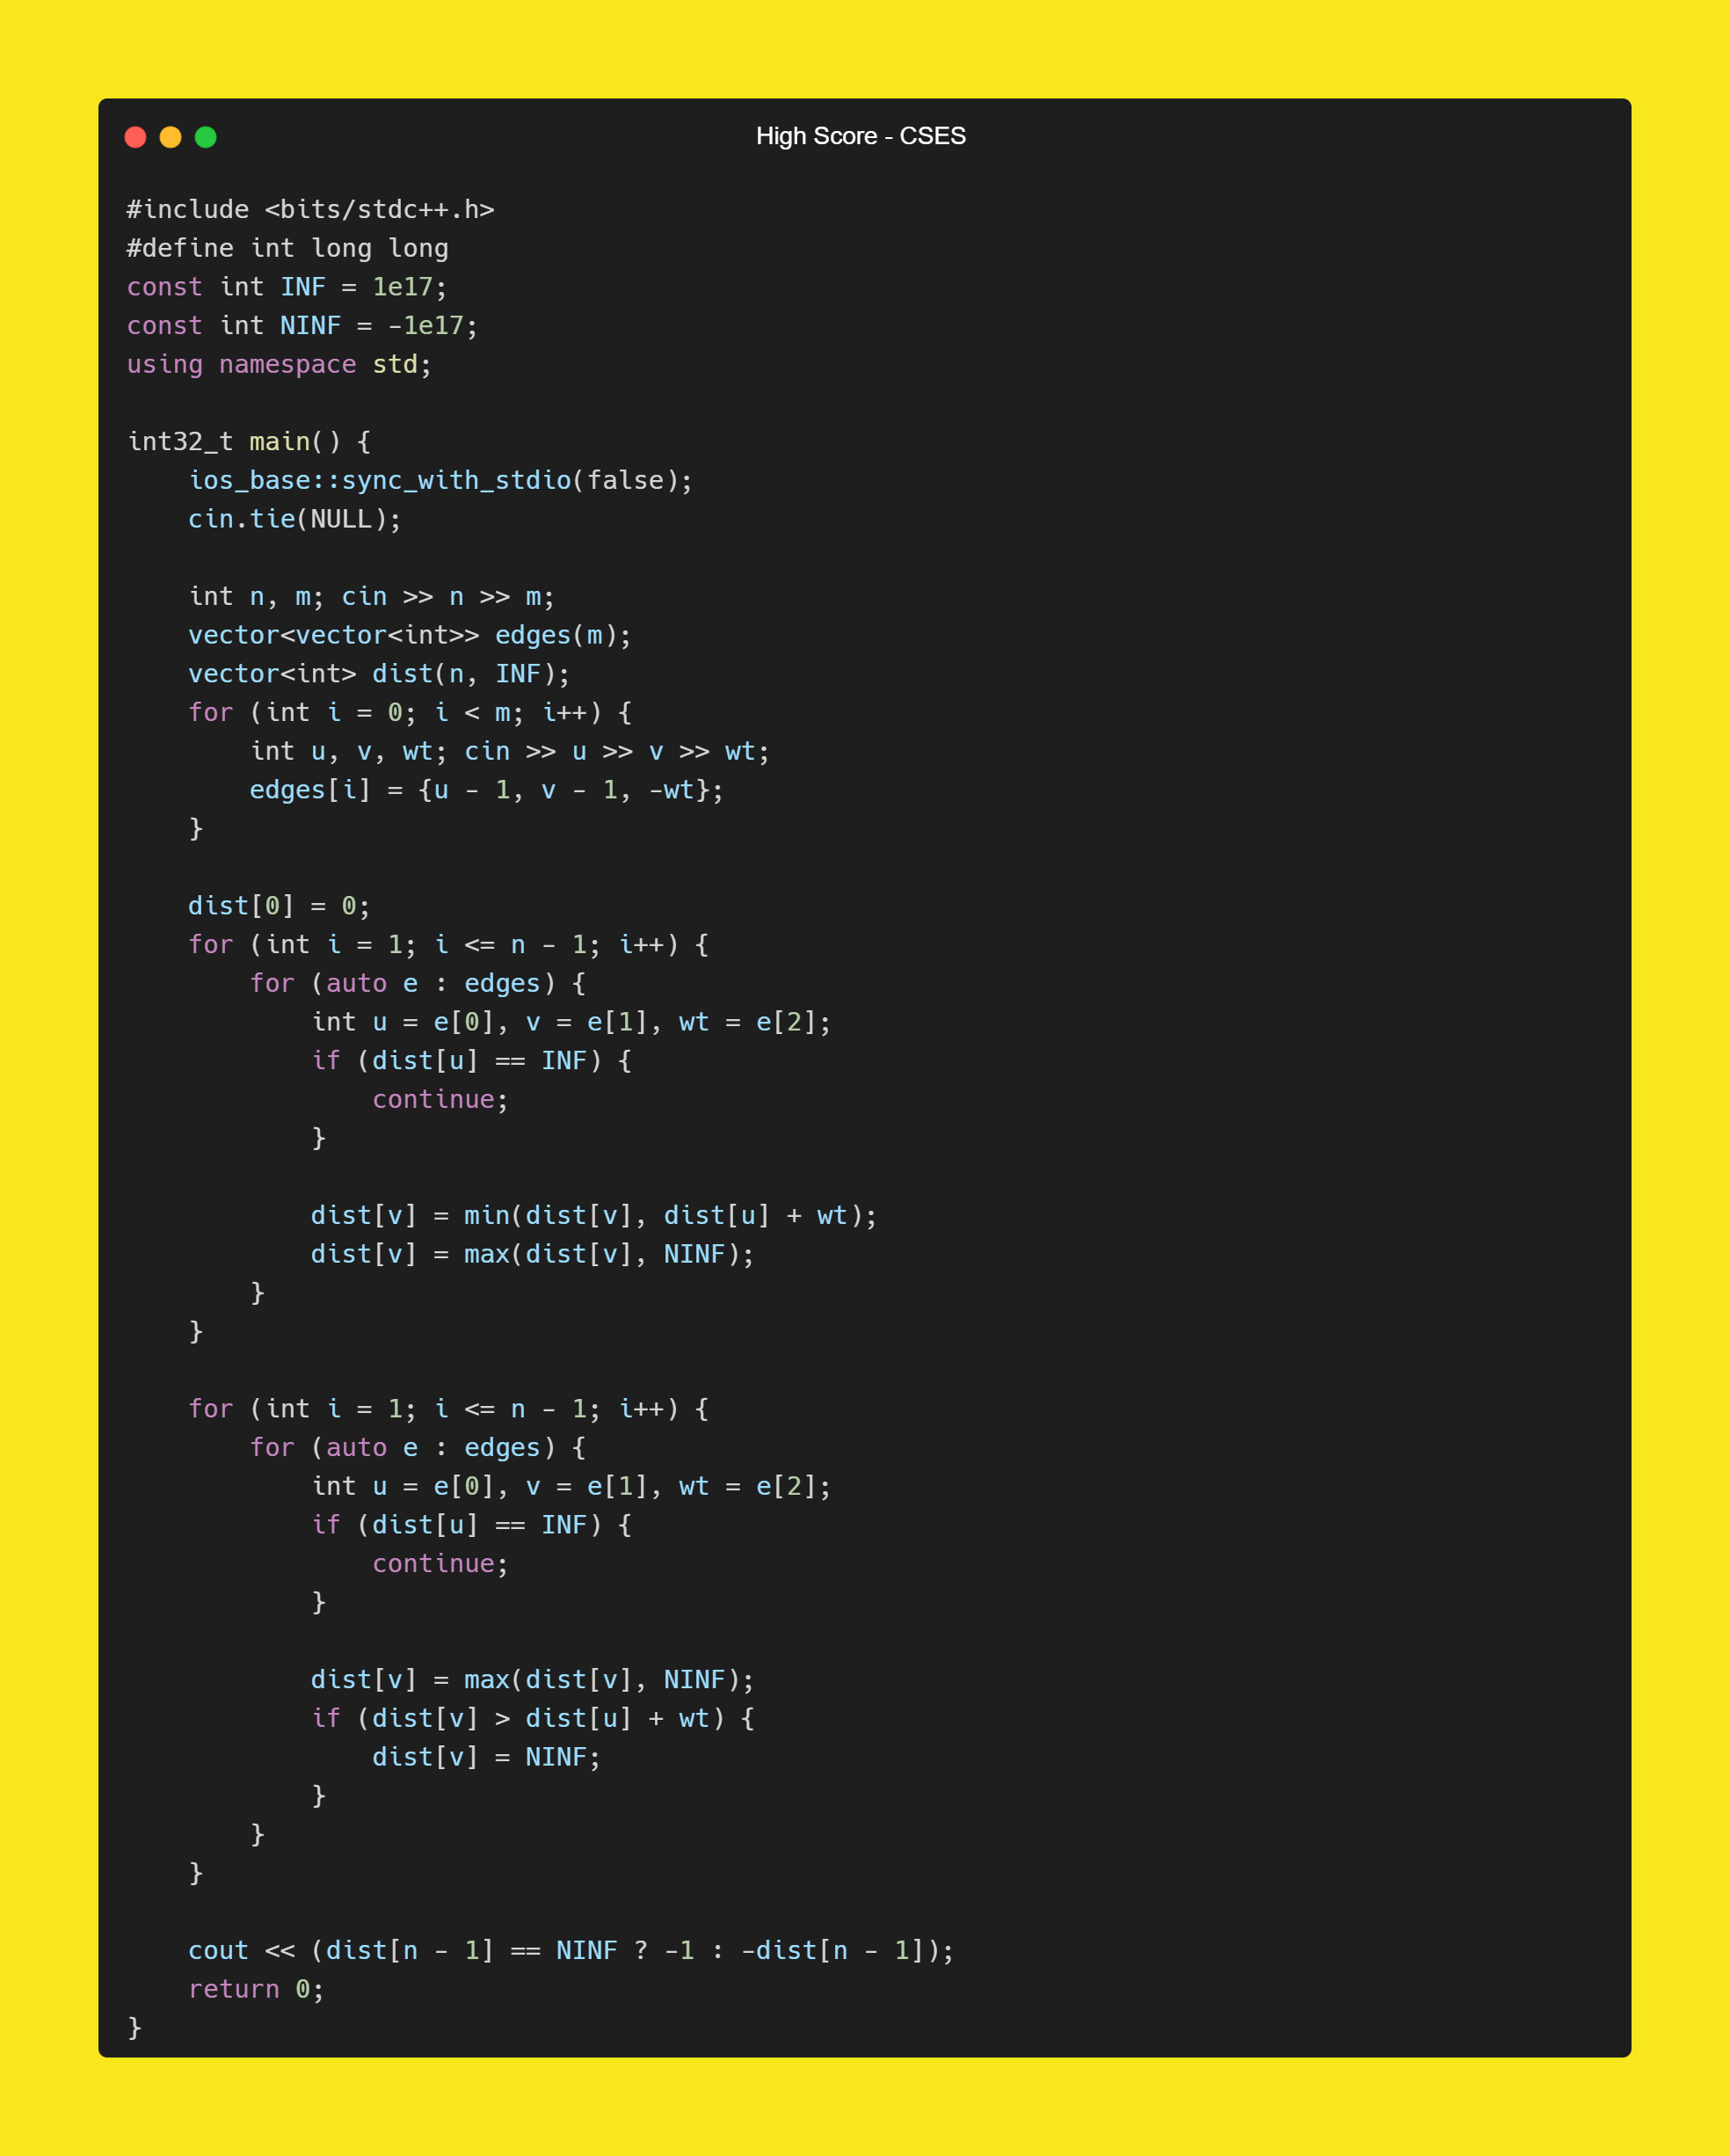 High Score - CSES
#include <bits/stdc++.h>
#define int long long
const int INF = 1e17;
const int NINF = -1e17;
using namespace std;

int32_t main() {
    ios_base::sync_with_stdio(false);
    cin.tie(NULL);

    int n, m; cin >> n >> m;
    vector<vector<int>> edges(m);
    vector<int> dist(n, INF);
    for (int i = 0; i < m; i++) {
        int u, v, wt; cin >> u >> v >> wt;
        edges[i] = {u - 1, v - 1, -wt};
    }

    dist[0] = 0;
    for (int i = 1; i <= n - 1; i++) {
        for (auto e : edges) {
            int u = e[0], v = e[1], wt = e[2];
            if (dist[u] == INF) {
                continue;
            }

            dist[v] = min(dist[v], dist[u] + wt);
            dist[v] = max(dist[v], NINF);
        }
    }

    for (int i = 1; i <= n - 1; i++) {
        for (auto e : edges) {
            int u = e[0], v = e[1], wt = e[2];
            if (dist[u] == INF) {
                continue;
            }

            dist[v] = max(dist[v], NINF);
            if (dist[v] > dist[u] + wt) {
                dist[v] = NINF;
            }
        }
    }

    cout << (dist[n - 1] == NINF ? -1 : -dist[n - 1]);
    return 0;
}